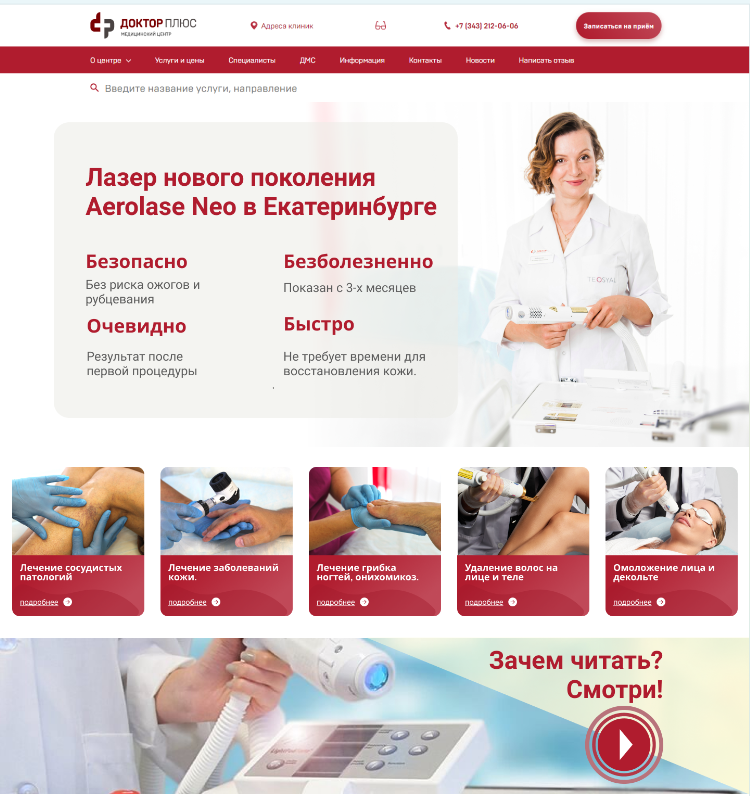 ДОКТОР ПЛЮС
МЕДИЦИНСКИЙ ЦЕНТР
Адреса клиник
+7 (343) 212-06-06
Записаться на приём
О центре
Услуги и цены
Специалисты
ДМС
Информация
Контакты
Новости
Написать отзыв
Введите название услуги, направление
Лазер нового поколения
Aerolase Neo в Екатеринбурге
Безопасно
Без риска ожогов и
рубцевания
Безболезненно
Показан с 3-х месяцев
Очевидно
Результат после
первой процедуры
Быстро
Не требует времени для
восстановления кожи.
TEOSYAL
Лечение сосудистых
патологий
подробнее
Лечение заболеваний
кожи.
подробнее
Лечение грибка
ногтей, онихомикоз.
подробнее
Удаление волос на
лице и теле
подробнее
Омоложение лица и
декольте
подробнее
Зачем читать?
Смотри!